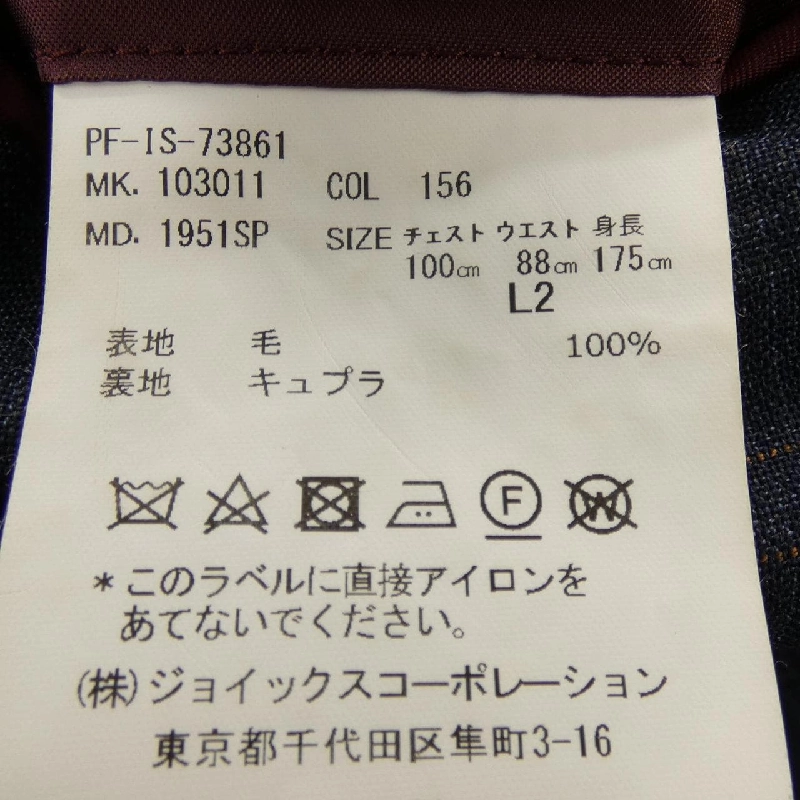 PF-IS-73861
MK. 103011 COL 156
MD. 1951SP SIZE チェスト ウエスト 身長
100㎝ 88㎝ 175㎝
L2
表地 毛 100%
裏地 キュプラ
F W
*このラベルに直接アイロンを
あてないでください。
(株)ジョイックスコーポレーション
東京都千代田区隼町3-16